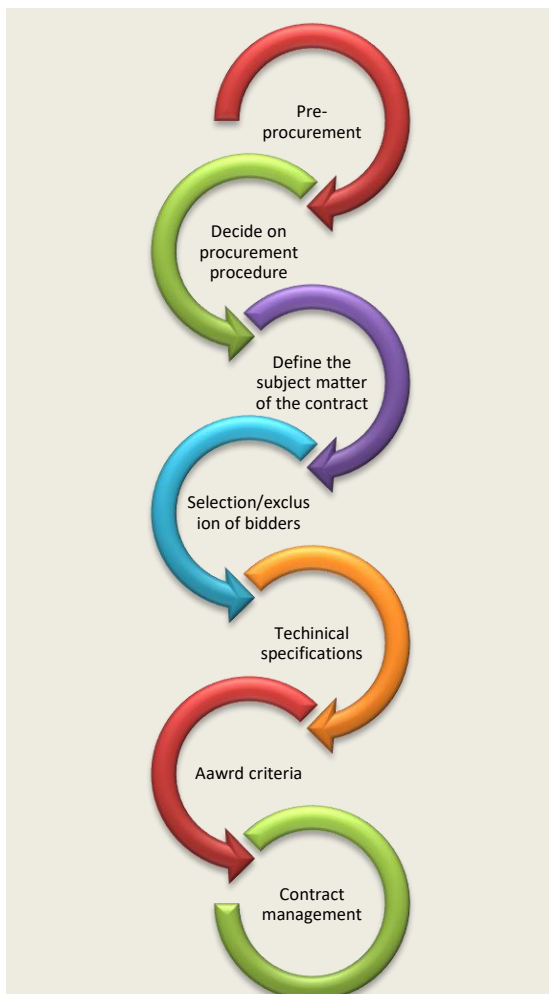 Pre-
procurement
Decide on
procurement
procedure
Define the
subject matter
of the contract
Selection/exclus
ion of bidders
Techinical
specifications
Aawrd criteria
Contract
management